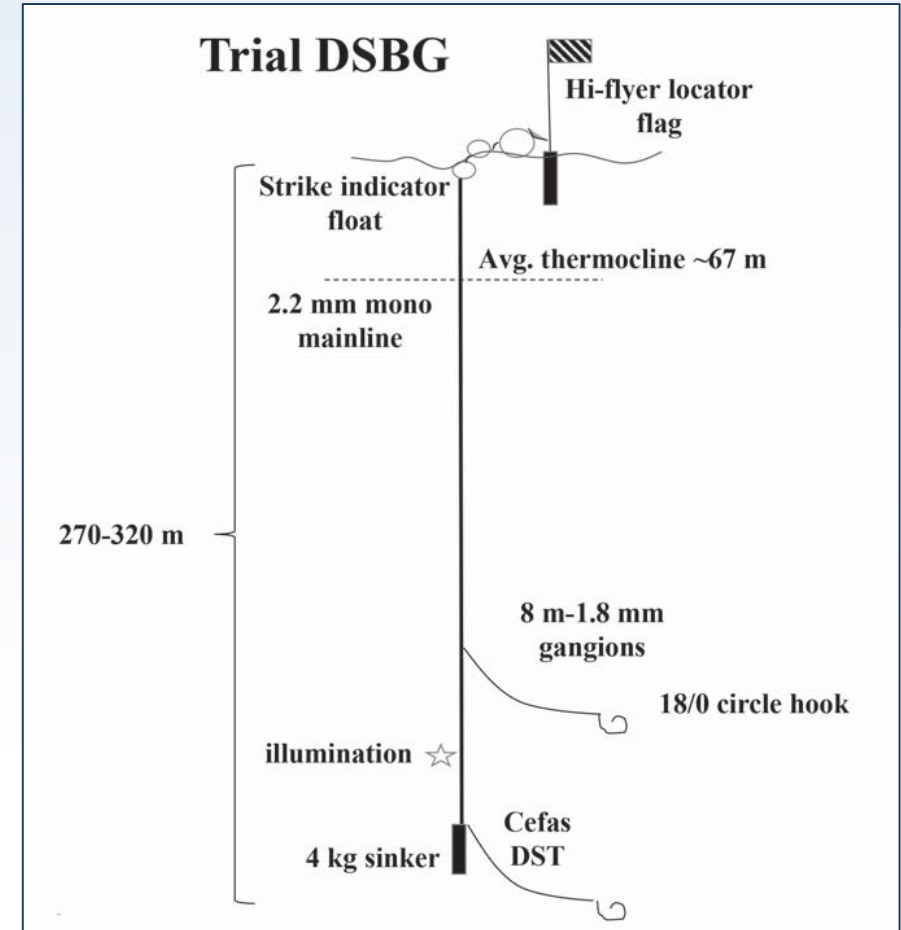 Trial DSBG
Hi-flyer locator
flag
Strike indicator
float
Avg. thermocline ~67 m
2.2 mm mono
mainline
270-320 m
8 m-1.8 mm
gangions
18/0 circle hook
illumination
Cefas
DST
4 kg sinker